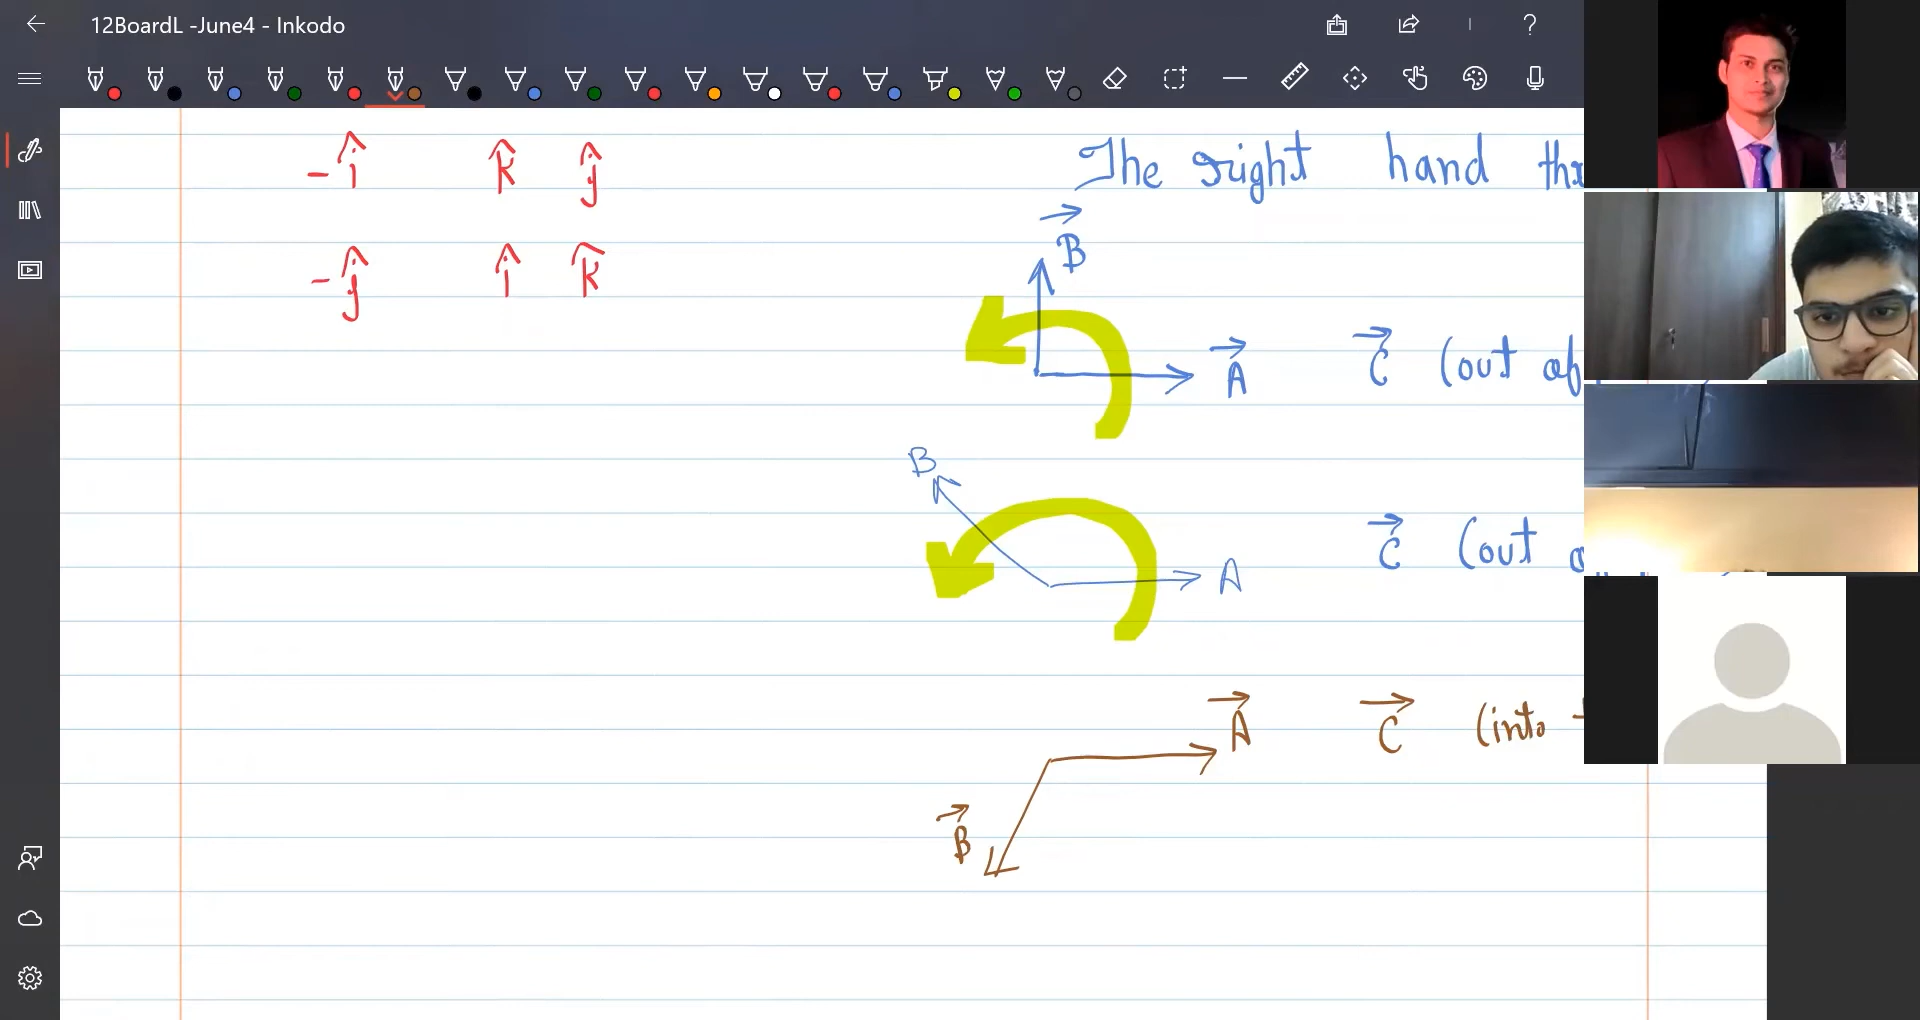 12BoardL -June4 - Inkodo
-î k̂ ĵ
-ĵ î k̂
The right hand
B⃗
A⃗ C⃗ (out of
B
A C⃗ (out
A⃗ C⃗ (into
B⃗